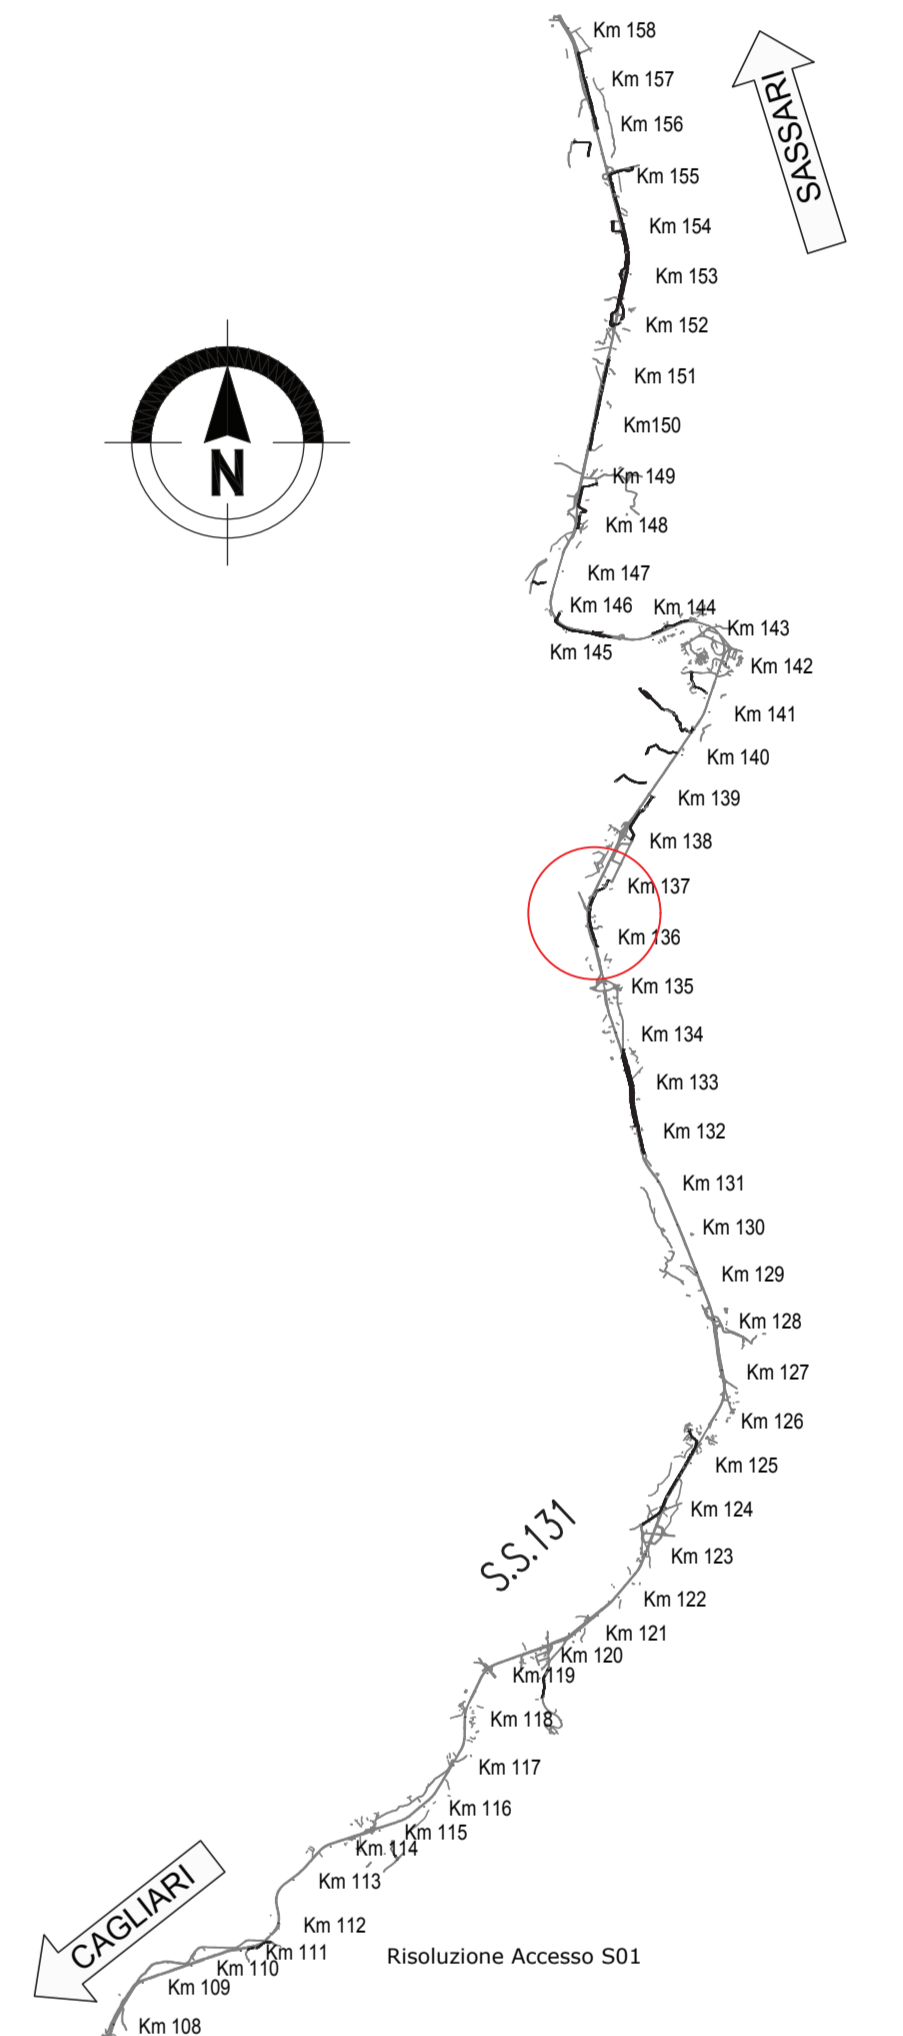 Km 158
Km 157
SASSARI
Km 156
Km 155
Km 154
Km 153
Km 152
Km 151
Km150
N
Km 149
Km 148
Km 147
Km 146
Km 144
Km 143
Km 145
Km 142
Km 141
Km 140
Km 139
Km 138
Km 137
Km 136
Km 135
Km 134
Km 133
Km 132
Km 131
Km 130
Km 129
Km 128
Km 127
Km 126
Km 125
Km 124
S.S.131
Km 123
Km 122
Km 121
Km 120
Km 119
Km 118
Km 117
Km 116
Km 115
Km 114
Km 113
CAGLIARI
Km 112
Km 111
Risoluzione Accesso S01
Km 110
Km 109
Km 108